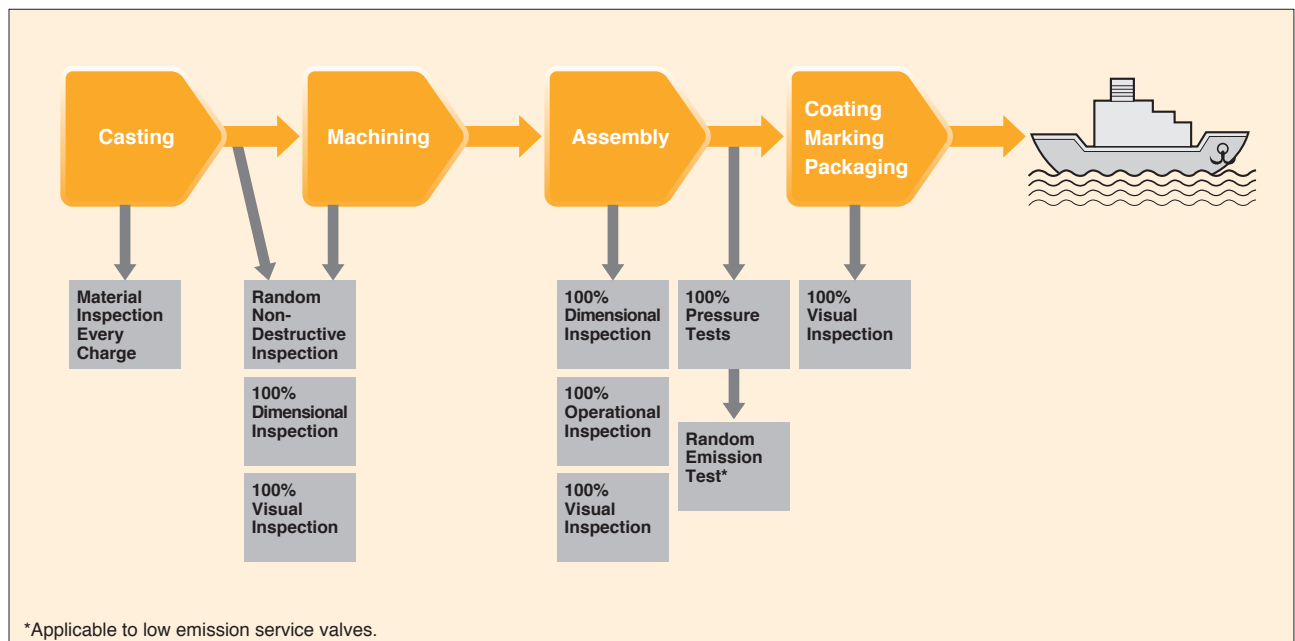 Casting
Machining
Assembly
Coating
Marking
Packaging
Material
Inspection
Every
Charge
Random
Non-
Destructive
Inspection
100%
Dimensional
Inspection
100%
Visual
Inspection
100%
Dimensional
Inspection
100%
Operational
Inspection
100%
Visual
Inspection
100%
Pressure
Tests
Random
Emission
Test*
100%
Visual
Inspection
*Applicable to low emission service valves.